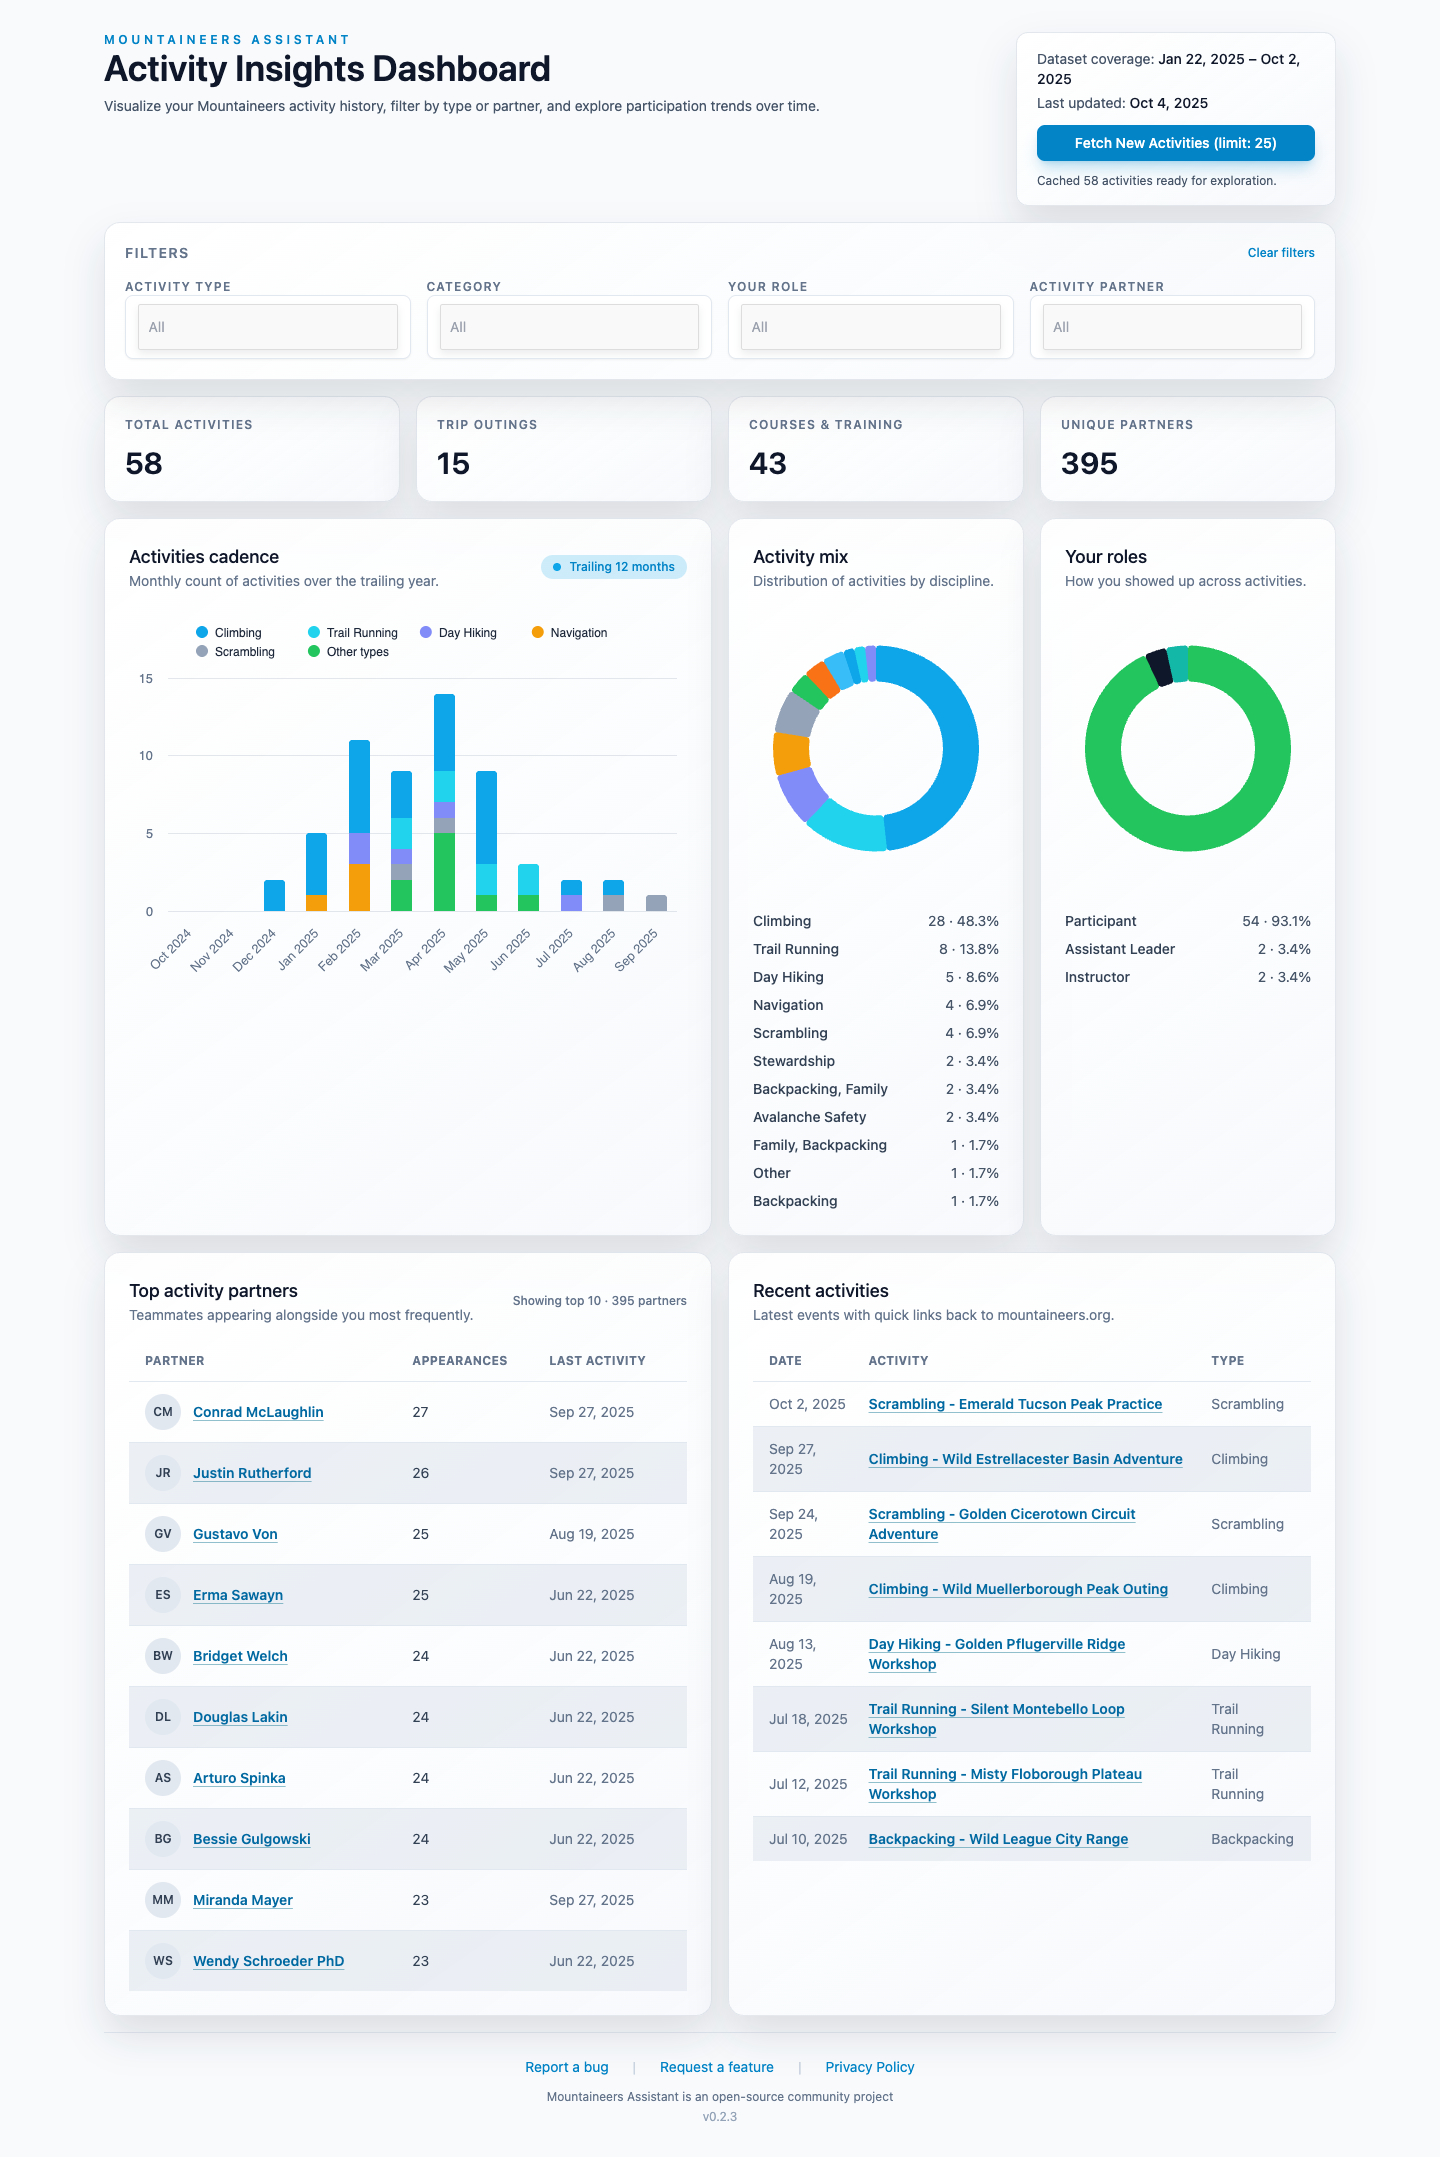 MOUNTAINEERS ASSISTANT
Activity Insights Dashboard
Visualize your Mountaineers activity history, filter by type or partner, and explore participation trends over time.
Dataset coverage: Jan 22, 2025 – Oct 2,
2025
Last updated: Oct 4, 2025
Fetch New Activities (limit: 25)
Cached 58 activities ready for exploration.
FILTERS
Clear filters
ACTIVITY TYPE
CATEGORY
YOUR ROLE
ACTIVITY PARTNER
All
All
All
All
TOTAL ACTIVITIES
58
TRIP OUTINGS
15
COURSES & TRAINING
43
UNIQUE PARTNERS
395
Activities cadence
Monthly count of activities over the trailing year.
Trailing 12 months
Climbing
Trail Running
Day Hiking
Navigation
Scrambling
Other types
15
10
5
0
Oct 2024
Nov 2024
Dec 2024
Jan 2025
Feb 2025
Mar 2025
Apr 2025
May 2025
Jun 2025
Jul 2025
Aug 2025
Sep 2025
Activity mix
Distribution of activities by discipline.
Climbing 28 · 48.3%
Trail Running 8 · 13.8%
Day Hiking 5 · 8.6%
Navigation 4 · 6.9%
Scrambling 4 · 6.9%
Stewardship 2 · 3.4%
Backpacking, Family 2 · 3.4%
Avalanche Safety 2 · 3.4%
Family, Backpacking 1 · 1.7%
Other 1 · 1.7%
Backpacking 1 · 1.7%
Your roles
How you showed up across activities.
Participant 54 · 93.1%
Assistant Leader 2 · 3.4%
Instructor 2 · 3.4%
Top activity partners
Teammates appearing alongside you most frequently.
Showing top 10 · 395 partners
PARTNER APPEARANCES LAST ACTIVITY
CM Conrad McLaughlin 27 Sep 27, 2025
JR Justin Rutherford 26 Sep 27, 2025
GV Gustavo Von 25 Aug 19, 2025
ES Erma Sawayn 25 Jun 22, 2025
BW Bridget Welch 24 Jun 22, 2025
DL Douglas Lakin 24 Jun 22, 2025
AS Arturo Spinka 24 Jun 22, 2025
BG Bessie Gulgowski 24 Jun 22, 2025
MM Miranda Mayer 23 Sep 27, 2025
WS Wendy Schroeder PhD 23 Jun 22, 2025
Recent activities
Latest events with quick links back to mountaineers.org.
DATE ACTIVITY TYPE
Oct 2, 2025 Scrambling - Emerald Tucson Peak Practice Scrambling
Sep 27,
2025
Climbing - Wild Estrellacester Basin Adventure
Climbing
Sep 24,
2025
Scrambling - Golden Cicerotown Circuit
Adventure
Scrambling
Aug 19,
2025
Climbing - Wild Muellerborough Peak Outing
Climbing
Aug 13,
2025
Day Hiking - Golden Pflugerville Ridge
Workshop
Day Hiking
Jul 18, 2025
Trail Running - Silent Montebello Loop
Workshop
Trail
Running
Jul 12, 2025
Trail Running - Misty Floborough Plateau
Workshop
Trail
Running
Jul 10, 2025 Backpacking - Wild League City Range Backpacking
Report a bug | Request a feature | Privacy Policy
Mountaineers Assistant is an open-source community project
v0.2.3